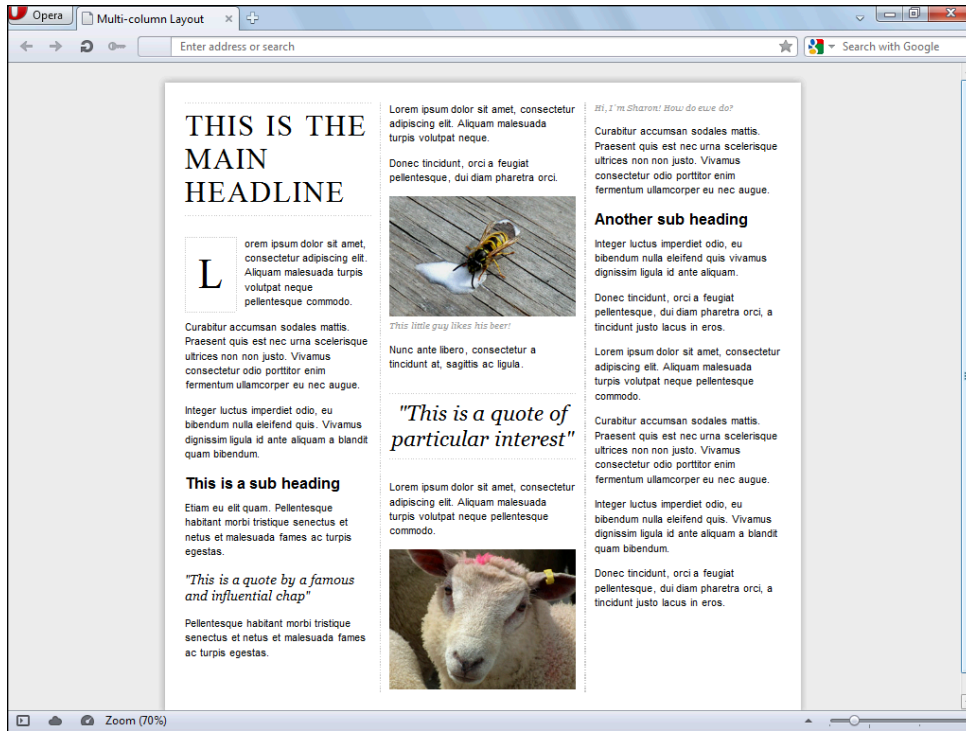 Opera
Multi-column Layout
Enter address or search
Search with Google
THIS IS THE
MAIN
HEADLINE
L
orem ipsum dolor sit amet,
consectetur adipiscing elit.
Aliquam malesuada turpis
volutpat neque
pellentesque commodo.
Curabitur accumsan sodales mattis.
Praesent quis est nec urna scelerisque
ultrices non non justo. Vivamus
consectetur odio porttitor enim
fermentum ullamcorper eu nec augue.
Integer luctus imperdiet odio, eu
bibendum nulla eleifend quis. Vivamus
dignissim ligula id ante aliquam a blandit
quam bibendum.
This is a sub heading
Etiam eu elit quam. Pellentesque
habitant morbi tristique senectus et
netus et malesuada fames ac turpis
egestas.
"This is a quote by a famous
and influential chap"
Pellentesque habitant morbi tristique
senectus et netus et malesuada fames
ac turpis egestas.
Lorem ipsum dolor sit amet, consectetur
adipiscing elit. Aliquam malesuada
turpis volutpat neque.
Donec tincidunt, orci a feugiat
pellentesque, dui diam pharetra orci.
This little guy likes his beer!
Nunc ante libero, consectetur a
tincidunt at, sagittis ac ligula.
"This is a quote of
particular interest"
Lorem ipsum dolor sit amet, consectetur
adipiscing elit. Aliquam malesuada
turpis volutpat neque pellentesque
commodo.
Hi, I'm Sharon! How do ewe do?
Curabitur accumsan sodales mattis.
Praesent quis est nec urna scelerisque
ultrices non non justo. Vivamus
consectetur odio porttitor enim
fermentum ullamcorper eu nec augue.
Another sub heading
Integer luctus imperdiet odio, eu
bibendum nulla eleifend quis vivamus
dignissim ligula id ante aliquam.
Donec tincidunt, orci a feugiat
pellentesque, dui diam pharetra orci, a
tincidunt justo lacus in eros.
Lorem ipsum dolor sit amet, consectetur
adipiscing elit. Aliquam malesuada
turpis volutpat neque pellentesque
commodo.
Curabitur accumsan sodales mattis.
Praesent quis est nec urna scelerisque
ultrices non non justo. Vivamus
consectetur odio porttitor enim
fermentum ullamcorper eu nec augue.
Integer luctus imperdiet odio, eu
bibendum nulla eleifend quis. Vivamus
dignissim ligula id ante aliquam a blandit
quam bibendum.
Donec tincidunt, orci a feugiat
pellentesque, dui diam pharetra orci, a
tincidunt justo lacus in eros.
Zoom (70%)